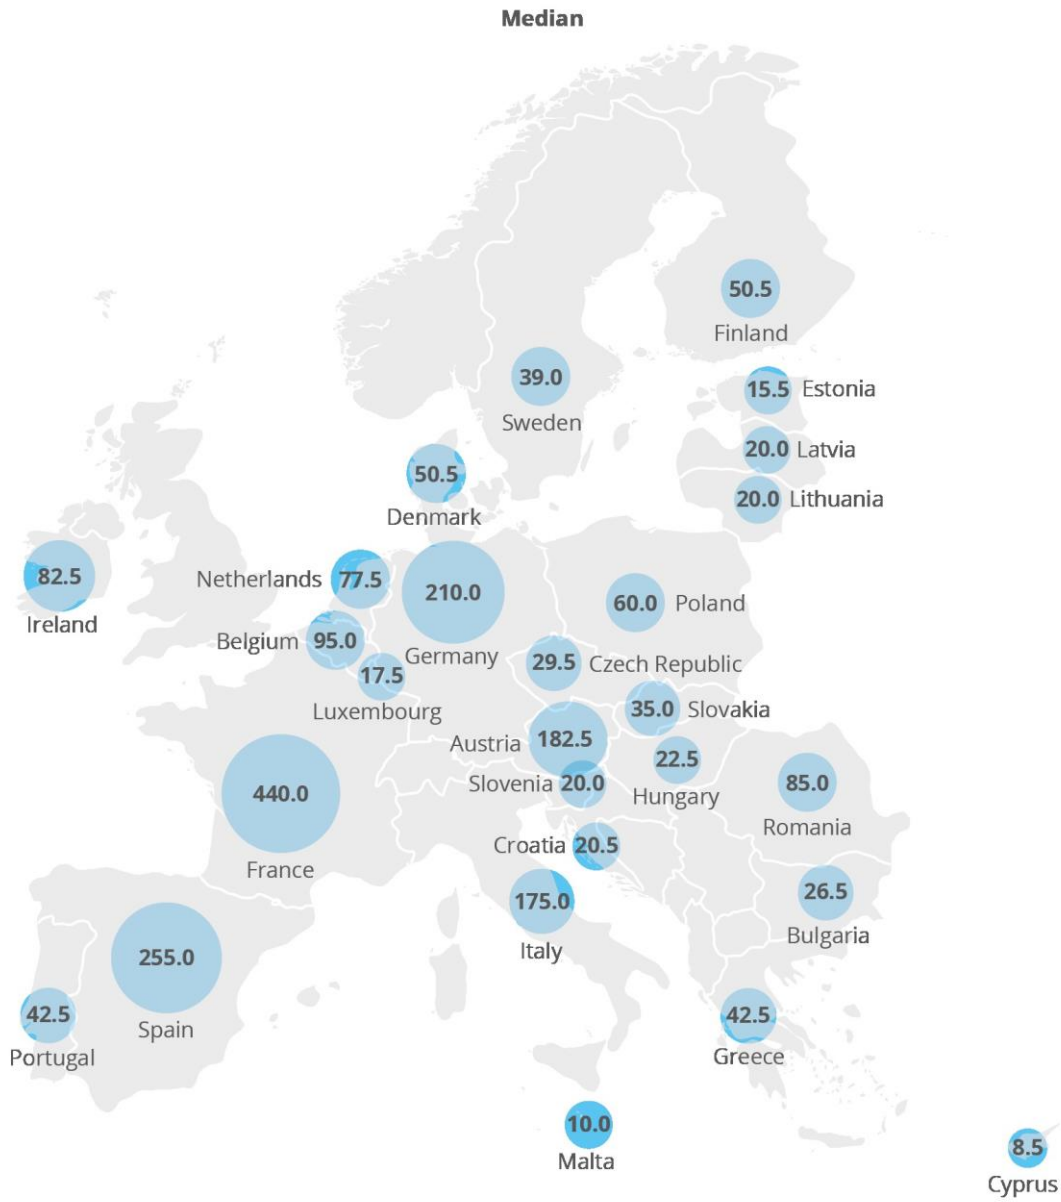 Median
50.5
Finland
39.0
Sweden
15.5 Estonia
20.0 Latvia
20.0 Lithuania
50.5
Denmark
82.5
Ireland
Netherlands 77.5
210.0
Germany
60.0 Poland
Belgium 95.0
17.5
Luxembourg
29.5 Czech Republic
35.0 Slovakia
Austria 182.5
22.5
Hungary
Slovenia 20.0
85.0
Romania
440.0
France
Croatia 20.5
175.0
Italy
26.5
Bulgaria
255.0
Spain
42.5
Portugal
42.5
Greece
10.0
Malta
8.5
Cyprus